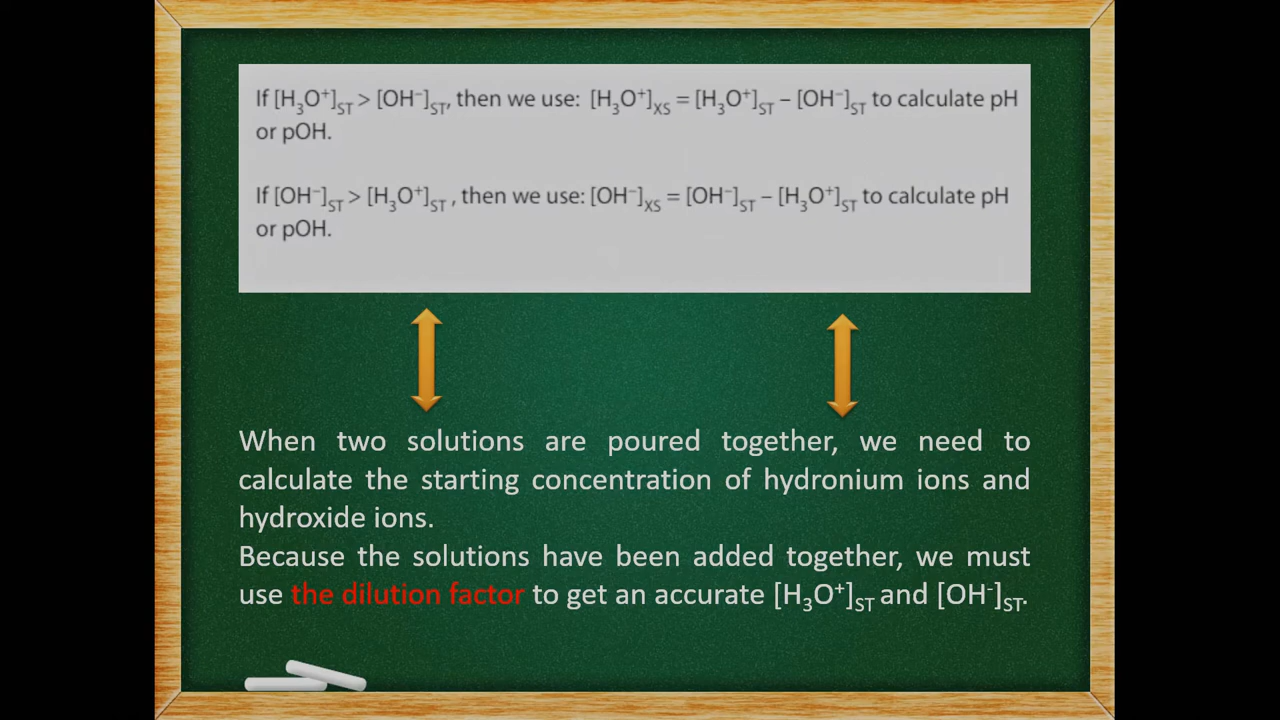 If [H₃O⁺]ST > [OH⁻]ST, then we use: [H₃O⁺]XS = [H₃O⁺]ST – [OH⁻]ST to calculate pH
or pOH.
If [OH⁻]ST > [H₃O⁺]ST , then we use: [OH⁻]XS = [OH⁻]ST – [H₃O⁺]ST to calculate pH
or pOH.
When two solutions are poured together, we need to
calculate the starting concentration of hydronium ions and
hydroxide ions.
Because the solutions have been added together, we must
use the dilution factor to get an accurate [H₃O⁺]ST and [OH⁻]ST.